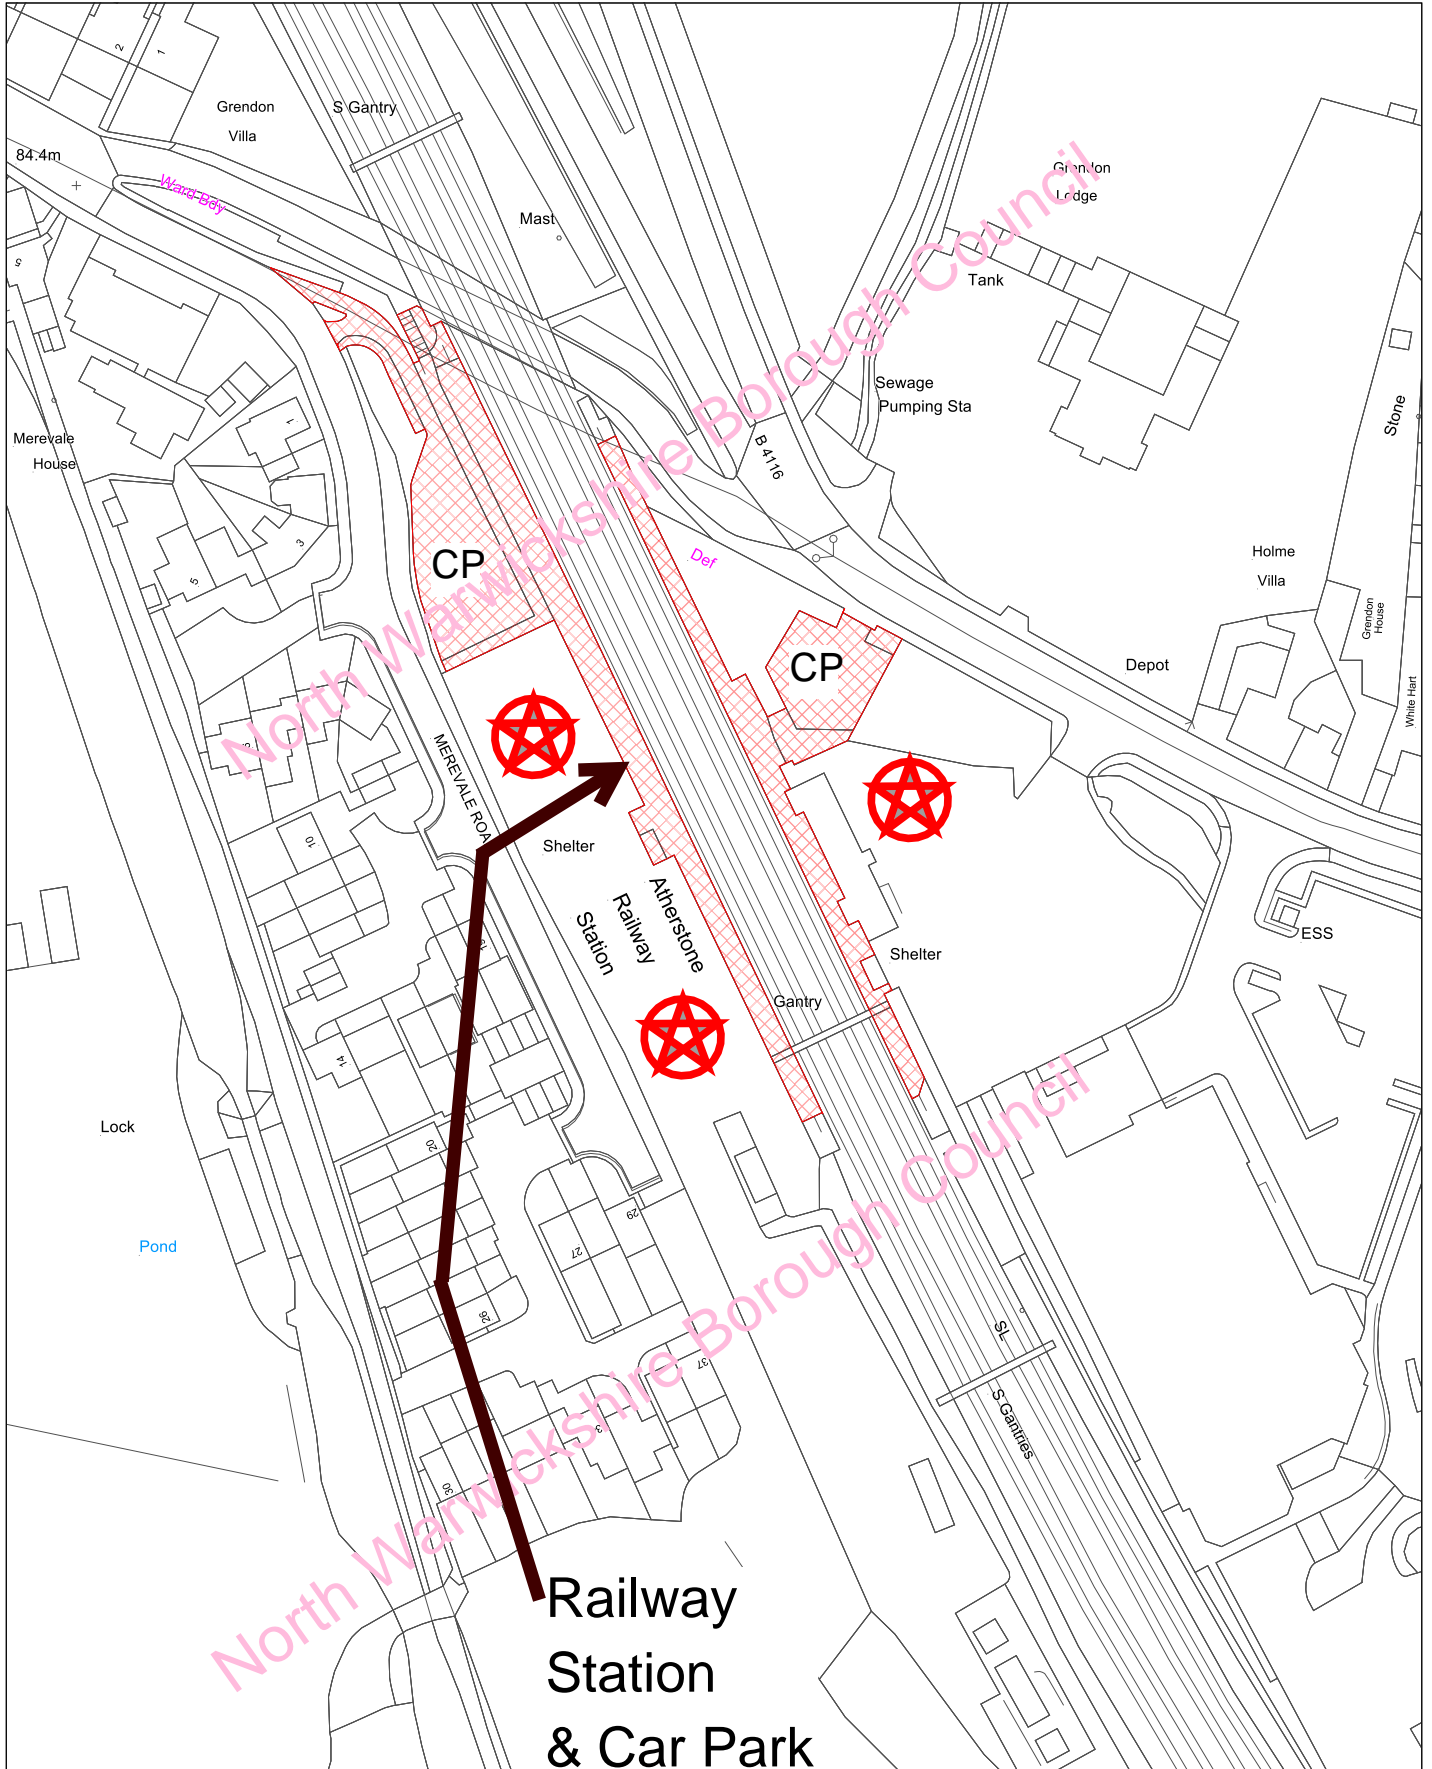 2
1
Grendon
Villa
S Gantry
84.4m
Ward Bdy
Mast
Grendon
Lodge
Tank
5
Merevale
House
1
Sewage
Pumping Sta
B 4116
Stone
CP
3
5
Def
Holme
Villa
Grendon
House
CP
Depot
White Hart
MEREVALE ROA
10
Shelter
Atherstone
Railway
Station
Shelter
ESS
Gantry
14
Lock
20
29
27
Pond
26
SL
37
S Gantries
3
30
North Warwickshire Borough Council
North Warwickshire Borough Council
Railway
Station
& Car Park